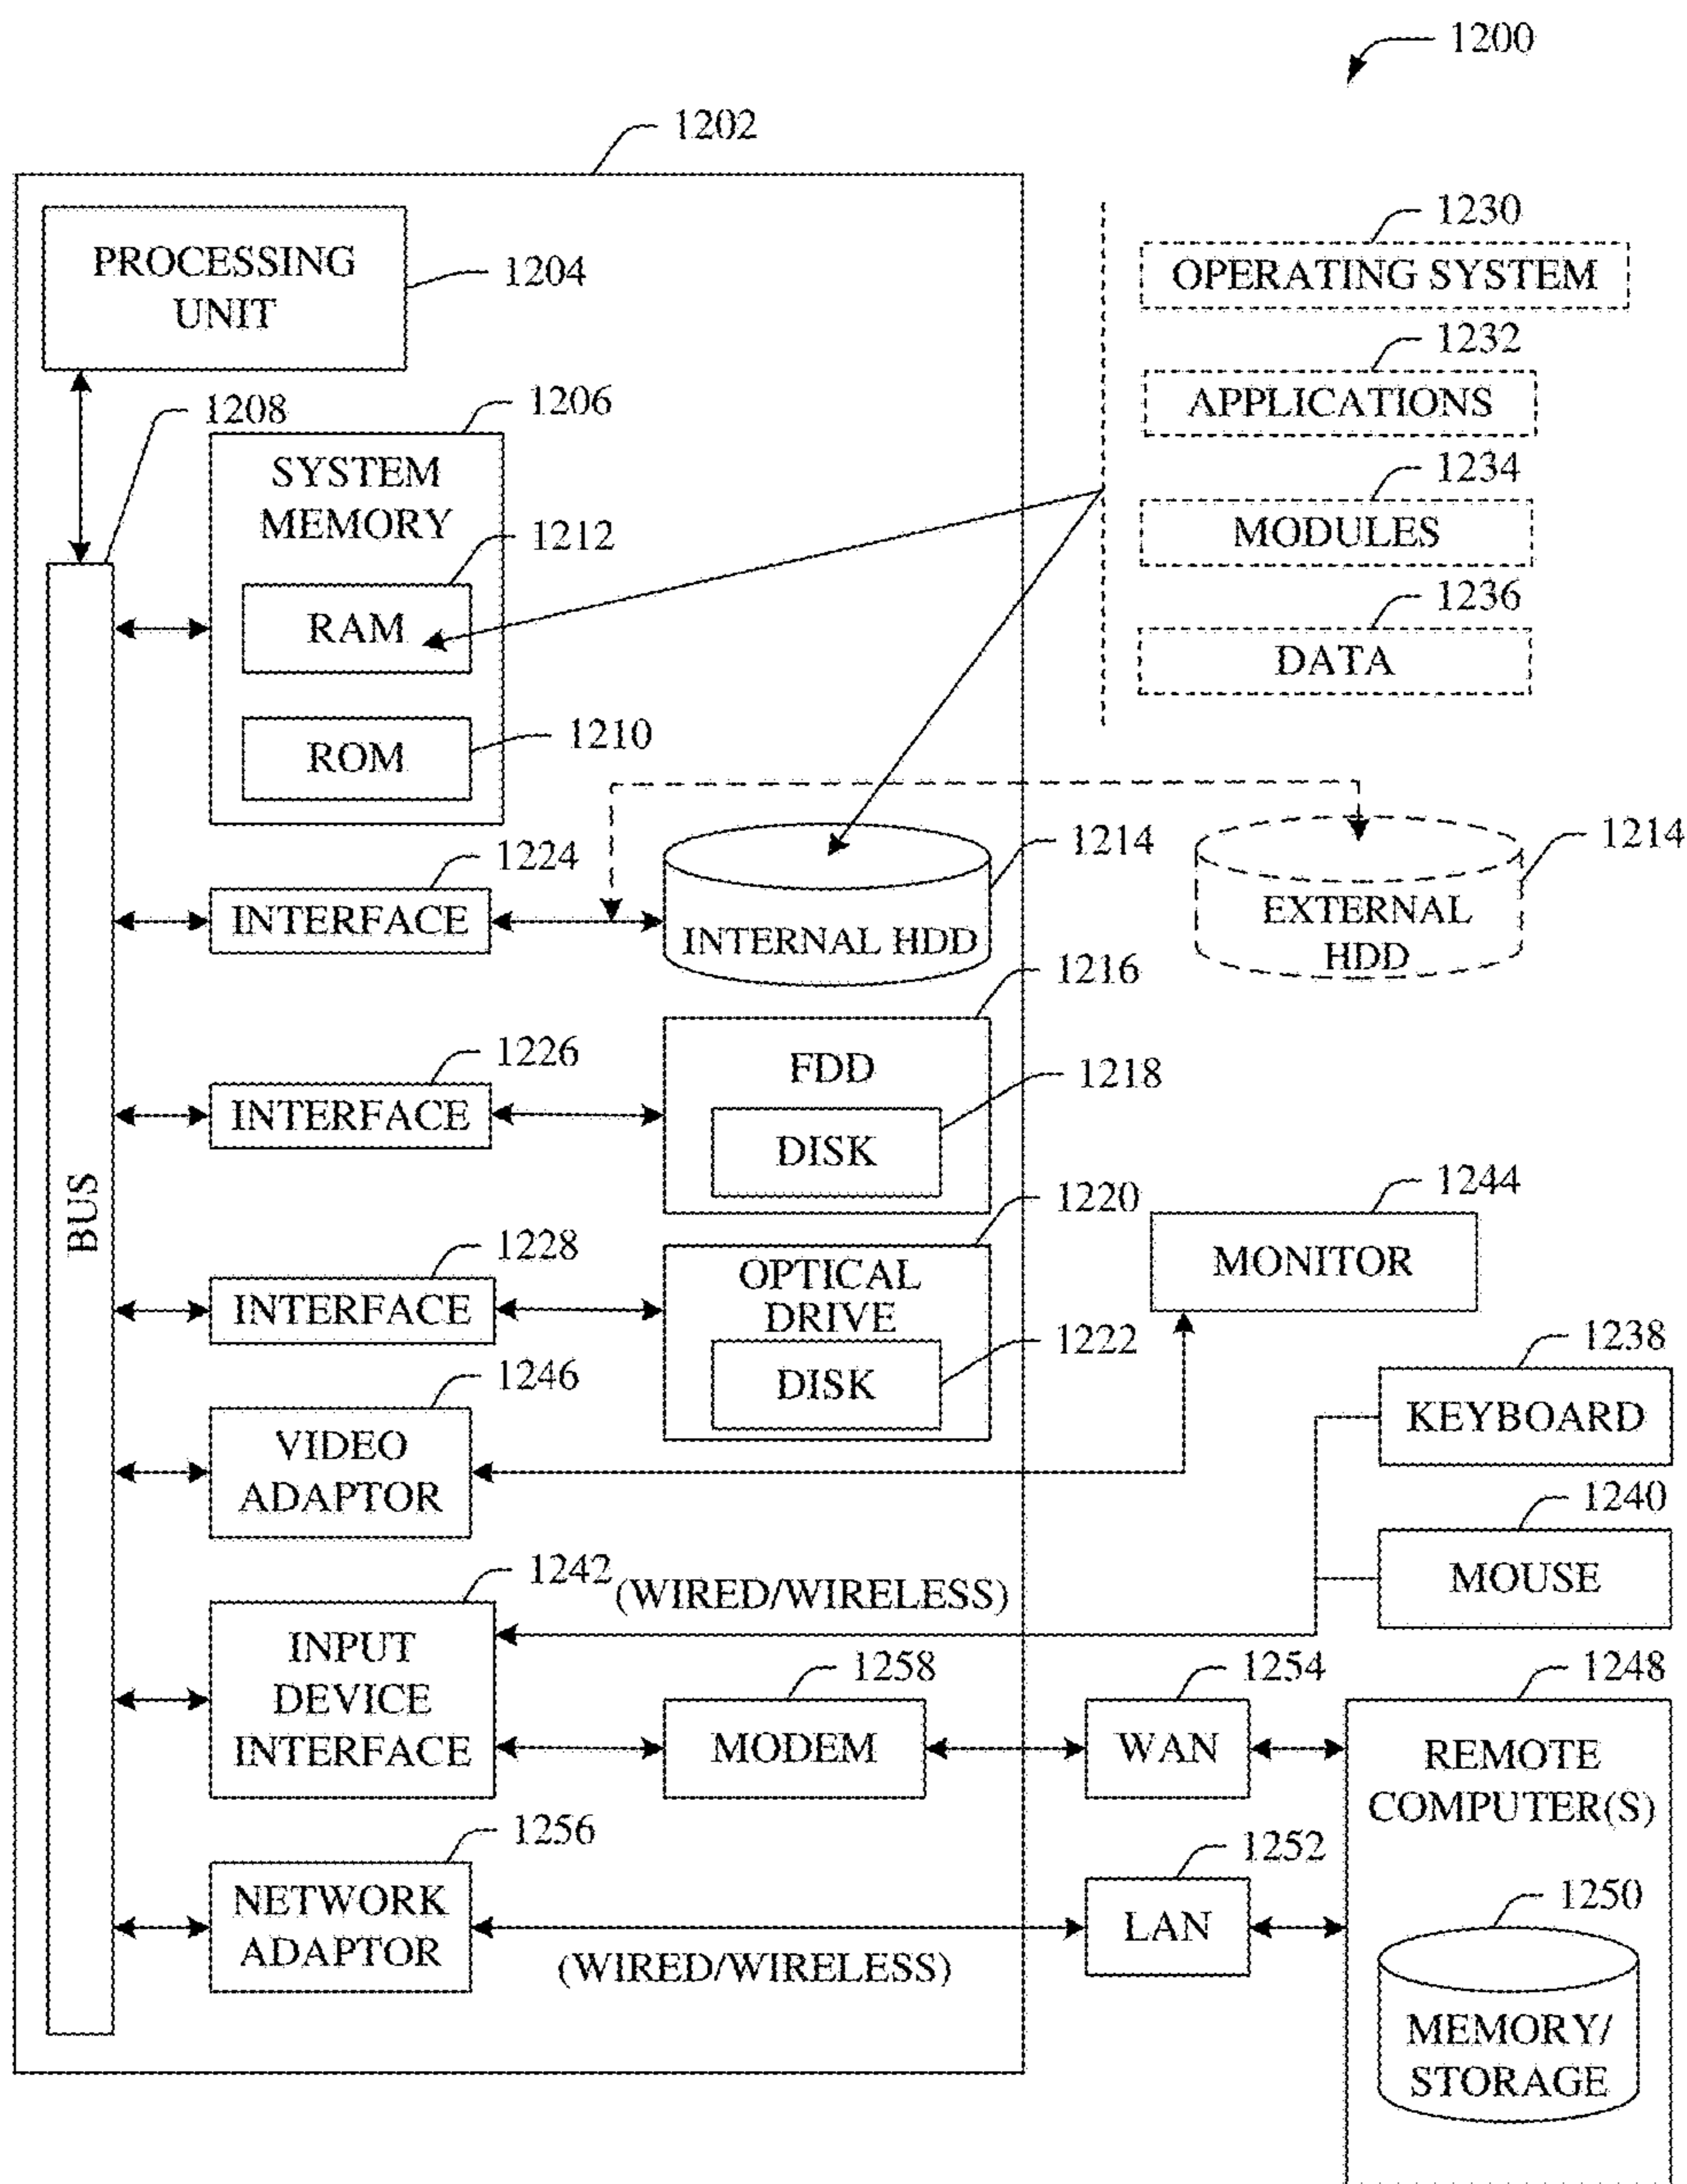 1200
1202
PROCESSING
UNIT
1204
1230
OPERATING SYSTEM
1232
APPLICATIONS
1234
MODULES
1236
DATA
1208
1206
SYSTEM
MEMORY
1212
RAM
1210
ROM
1224
INTERFACE
1214
INTERNAL HDD
1214
EXTERNAL
HDD
1216
1226
INTERFACE
FDD
1218
DISK
BUS
1220
1228
INTERFACE
OPTICAL
DRIVE
1222
DISK
1244
MONITOR
1238
KEYBOARD
1246
VIDEO
ADAPTOR
1240
MOUSE
1242
(WIRED/WIRELESS)
INPUT
DEVICE
INTERFACE
1258
MODEM
1254
WAN
1248
REMOTE
COMPUTER(S)
1256
NETWORK
ADAPTOR
(WIRED/WIRELESS)
1252
LAN
1250
MEMORY/
STORAGE